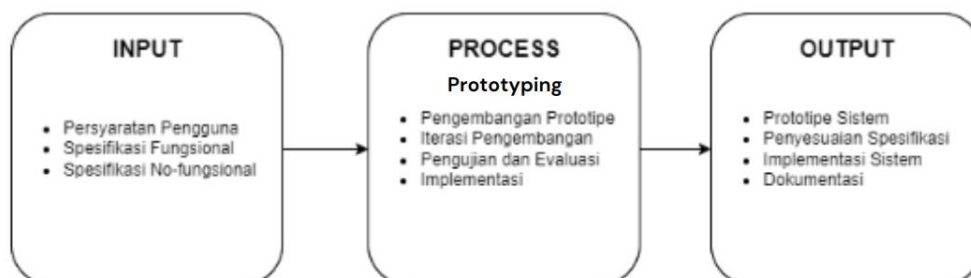 INPUT
• Persyaratan Pengguna
• Spesifikasi Fungsional
• Spesifikasi No-fungsional
PROCESS
Prototyping
• Pengembangan Prototipe
• Iterasi Pengembangan
• Pengujian dan Evaluasi
• Implementasi
OUTPUT
• Prototipe Sistem
• Penyesuaian Spesifikasi
• Implementasi Sistem
• Dokumentasi